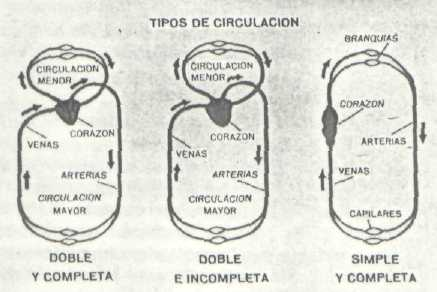 TIPOS DE CIRCULACION
CIRCULACION
MENOR
CORAZON
VENAS
ARTERIAS
CIRCULACION
MAYOR
DOBLE
Y COMPLETA
CIRCULACION
MENOR
CORAZON
VENAS
ARTERIAS
CIRCULACION
MAYOR
DOBLE
E INCOMPLETA
BRANQUIAS
CORAZON
ARTERIAS
VENAS
CAPILARES
SIMPLE
Y COMPLETA